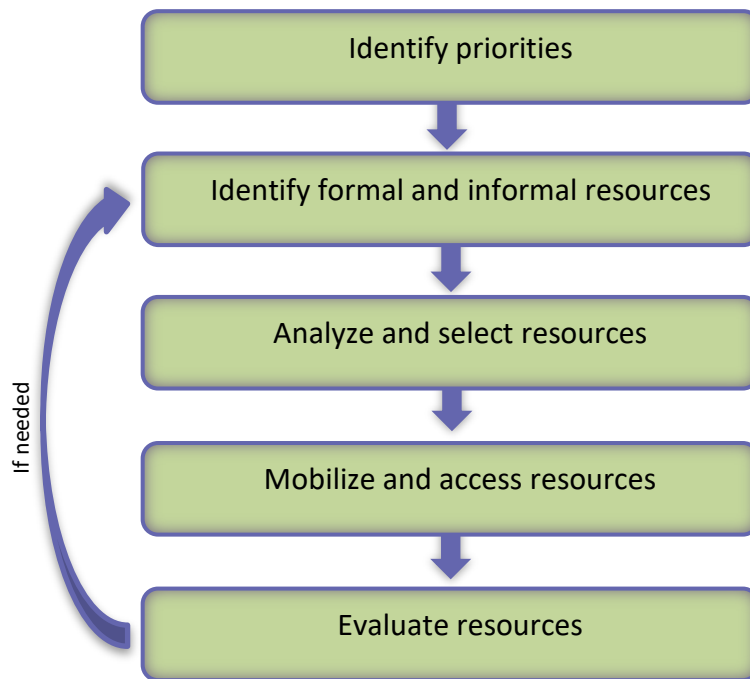 Identify priorities
Identify formal and informal resources
Analyze and select resources
Mobilize and access resources
If needed
Evaluate resources